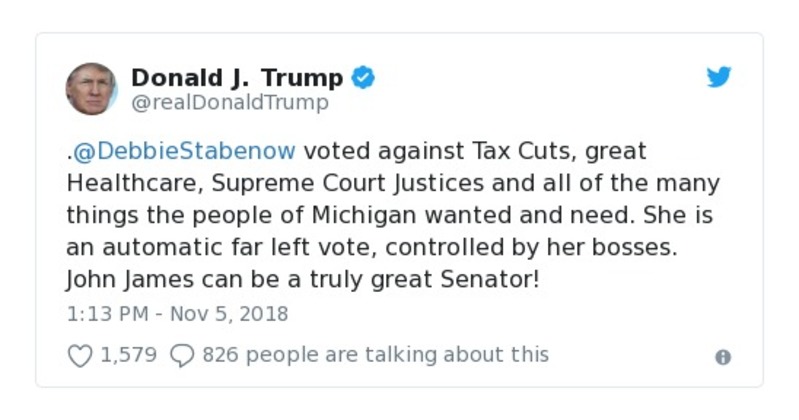 Donald J. Trump
@realDonaldTrump
.@DebbieStabenow voted against Tax Cuts, great
Healthcare, Supreme Court Justices and all of the many
things the people of Michigan wanted and need. She is
an automatic far left vote, controlled by her bosses.
John James can be a truly great Senator!
1:13 PM - Nov 5, 2018
1,579 826 people are talking about this